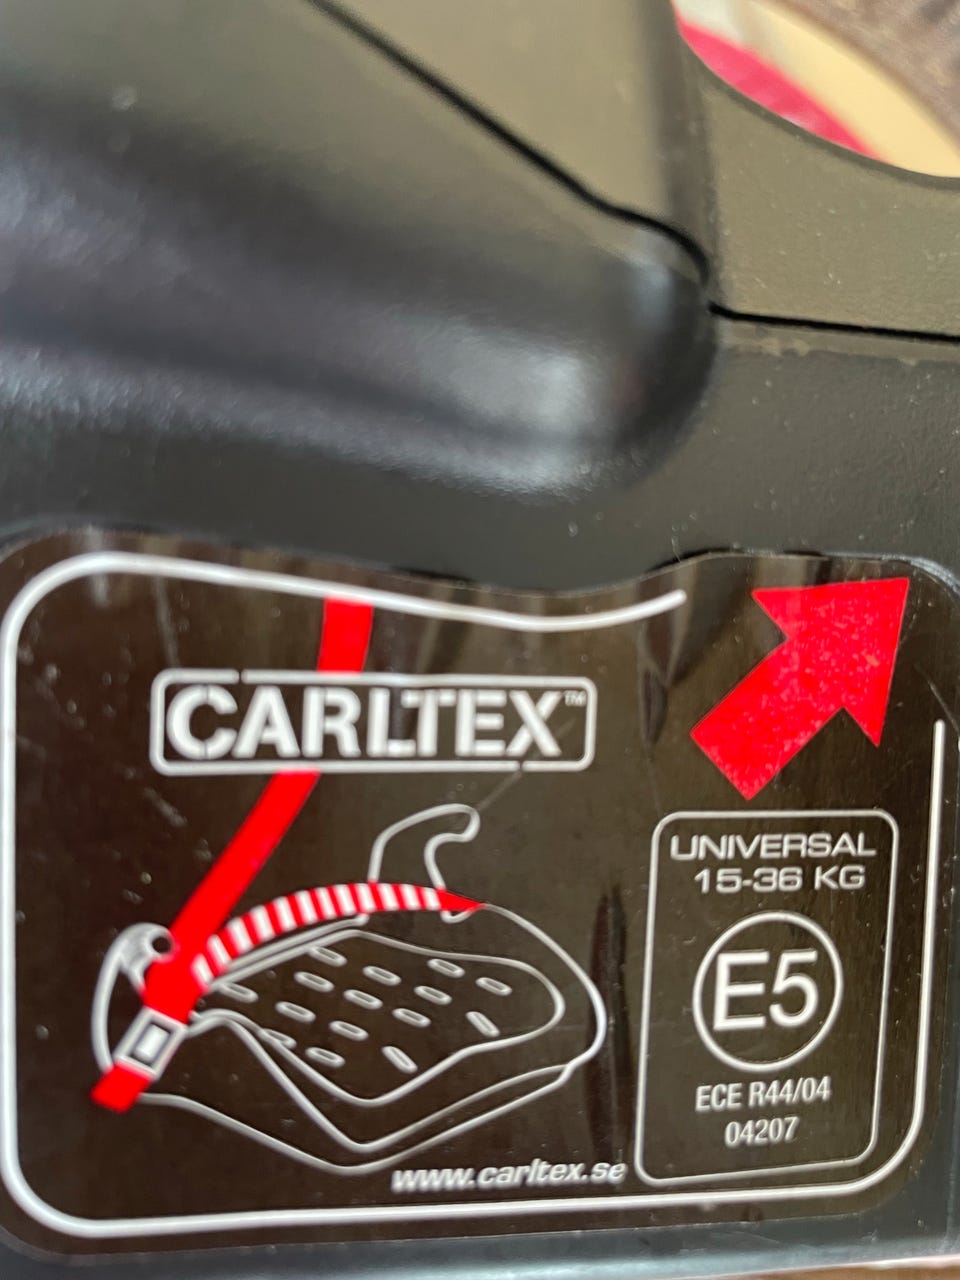 CARLTEX™
UNIVERSAL
15-36 KG
E5
ECE R44/04
04207
www.carltex.se